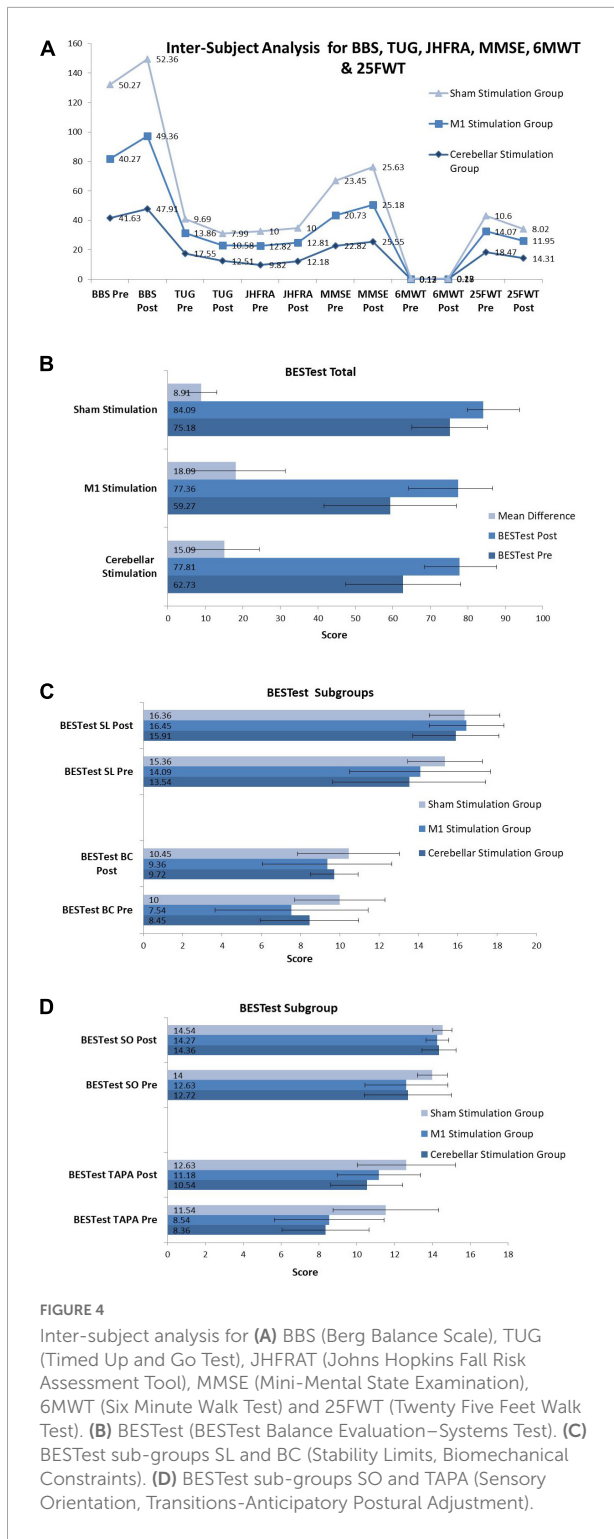 A
Inter-Subject Analysis for BBS, TUG, JHFRA, MMSE, 6MWT
& 25FWT
160
140
120
100
80
60
40
20
0
Sham Stimulation Group
M1 Stimulation Group
Cerebellar Stimulation
Group
50.27
52.36
9.69
7.99
10
10
23.45
25.63
10.6
8.02
40.27
49.36
13.86
10.58
12.82
12.81
20.73
25.18
14.07
11.95
41.63
47.91
17.55
12.51
9.82
12.18
22.82
25.55
18.47
14.31
BBS Pre
BBS Post
TUG Pre
TUG Post
JHFRA Pre
JHFRA Post
MMSE Pre
MMSE Post
6MWT Pre
6MWT Post
25FWT Pre
25FWT Post
B
BESTest Total
Sham Stimulation
8.91
84.09
75.18
M1 Stimulation
18.09
77.36
59.27
Cerebellar
Stimulation
15.09
77.81
62.73
Mean Difference
BESTest Post
BESTest Pre
0 10 20 30 40 50 60 70 80 90 100
Score
C
BESTest Subgroups
BESTest SL Post
16.36
16.45
15.91
BESTest SL Pre
15.36
14.09
13.54
BESTest BC
Post
10.45
9.36
9.72
BESTest BC Pre
10
7.54
8.45
Sham Stimulation Group
M1 Stimulation Group
Cerebellar Stimulation Group
0 2 4 6 8 10 12 14 16 18 20
Score
D
BESTest Subgroup
BESTest SO Post
14.54
14.27
14.36
BESTest SO Pre
14
12.63
12.72
BESTest TAPA Post
12.63
11.18
10.54
BESTest TAPA Pre
11.54
8.54
8.36
Sham Stimulation Group
M1 Stimulation Group
Cerebellar Stimulation Group
0 2 4 6 8 10 12 14 16 18
Score
FIGURE 4
Inter-subject analysis for (A) BBS (Berg Balance Scale), TUG
(Timed Up and Go Test), JHFRAT (Johns Hopkins Fall Risk
Assessment Tool), MMSE (Mini-Mental State Examination),
6MWT (Six Minute Walk Test) and 25FWT (Twenty Five Feet Walk
Test). (B) BESTest (BESTest Balance Evaluation–Systems Test). (C)
BESTest sub-groups SL and BC (Stability Limits, Biomechanical
Constraints). (D) BESTest sub-groups SO and TAPA (Sensory
Orientation, Transitions-Anticipatory Postural Adjustment).